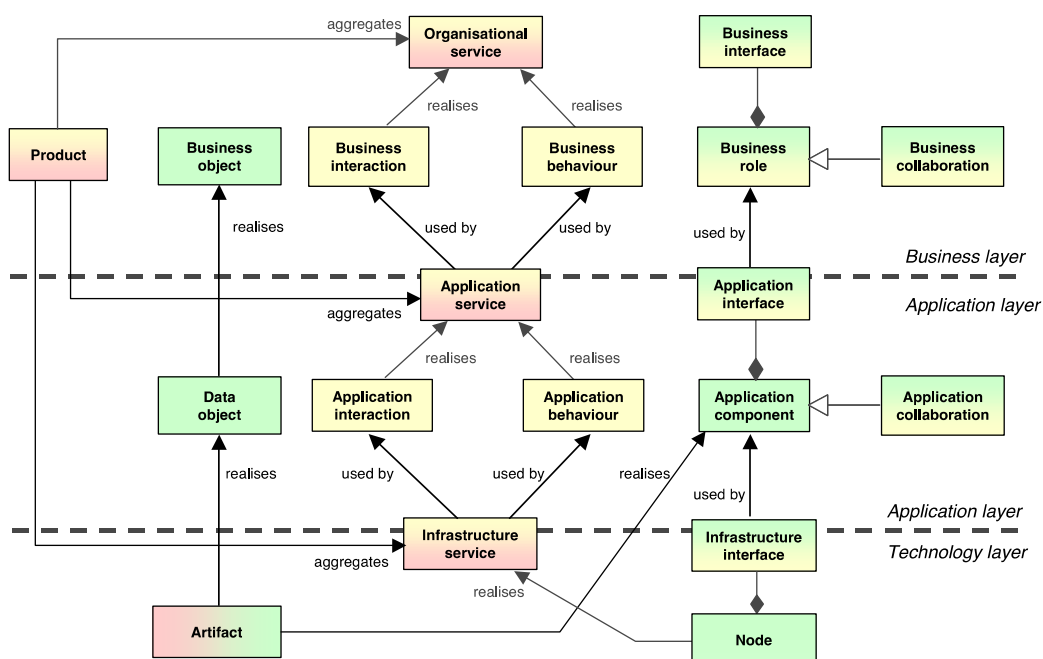 aggregates
Organisational
service
Business
interface
realises
realises
Product
Business
object
Business
interaction
Business
behaviour
Business
role
Business
collaboration
realises
used by
used by
used by
Business layer
Application
service
Application
interface
Application layer
aggregates
realises
realises
Data
object
Application
interaction
Application
behaviour
Application
component
Application
collaboration
realises
used by
used by
realises
used by
Application layer
Infrastructure
service
Infrastructure
interface
Technology layer
aggregates
realises
Artifact
Node